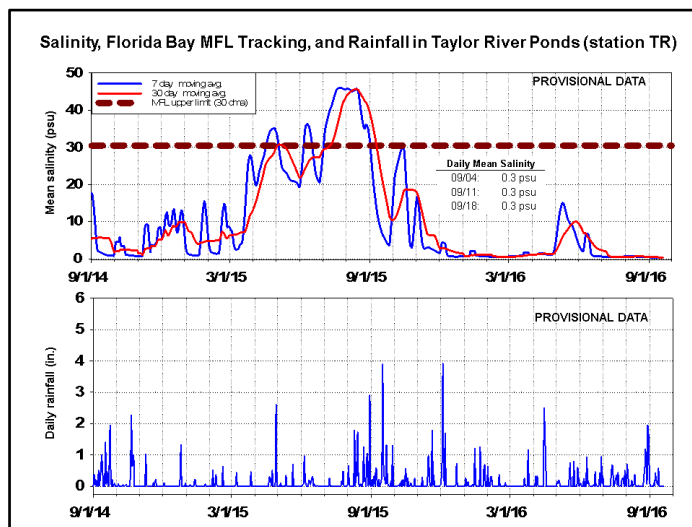 Salinity, Florida Bay MFL Tracking, and Rainfall in Taylor River Ponds (station TR)
7 day moving avg.
30 day moving avg.
MFL upper limit (30 dma)
PROVISIONAL DATA
Mean salinity (psu)
50
40
30
20
10
0
Daily Mean Salinity
09/04: 0.3 psu
09/11: 0.3 psu
09/18: 0.3 psu
9/1/14 3/1/15 9/1/15 3/1/16 9/1/16
PROVISIONAL DATA
Daily rainfall (in.)
6
5
4
3
2
1
0
9/1/14 3/1/15 9/1/15 3/1/16 9/1/16